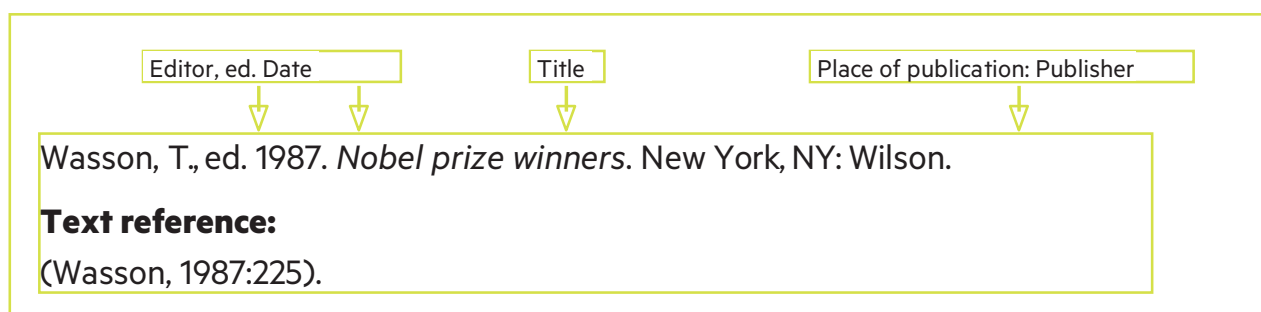 Editor, ed. Date Title Place of publication: Publisher
Wasson, T., ed. 1987. Nobel prize winners. New York, NY: Wilson.
Text reference:
(Wasson, 1987:225).